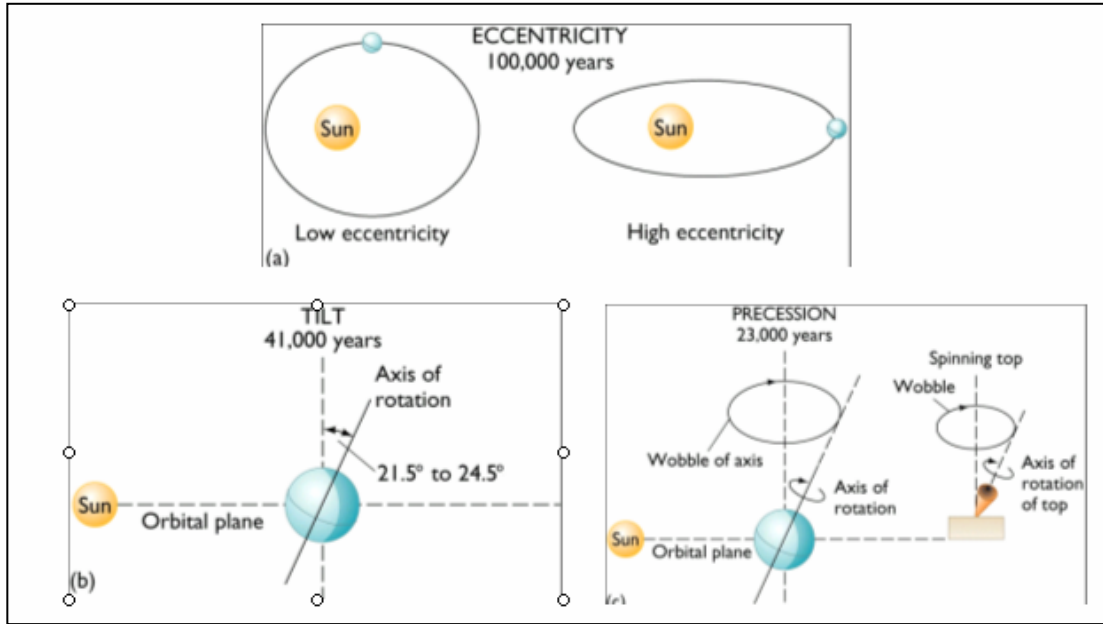 ECCENTRICITY
100,000 years
Sun
Sun
Low eccentricity
High eccentricity
(a)
TILT
41,000 years
Axis of
rotation
21.5° to 24.5°
Sun
Orbital plane
(b)
PRECESSION
23,000 years
Spinning top
Wobble
Wobble of axis
Axis of
rotation
Axis of
rotation
of top
Sun
Orbital plane
(c)